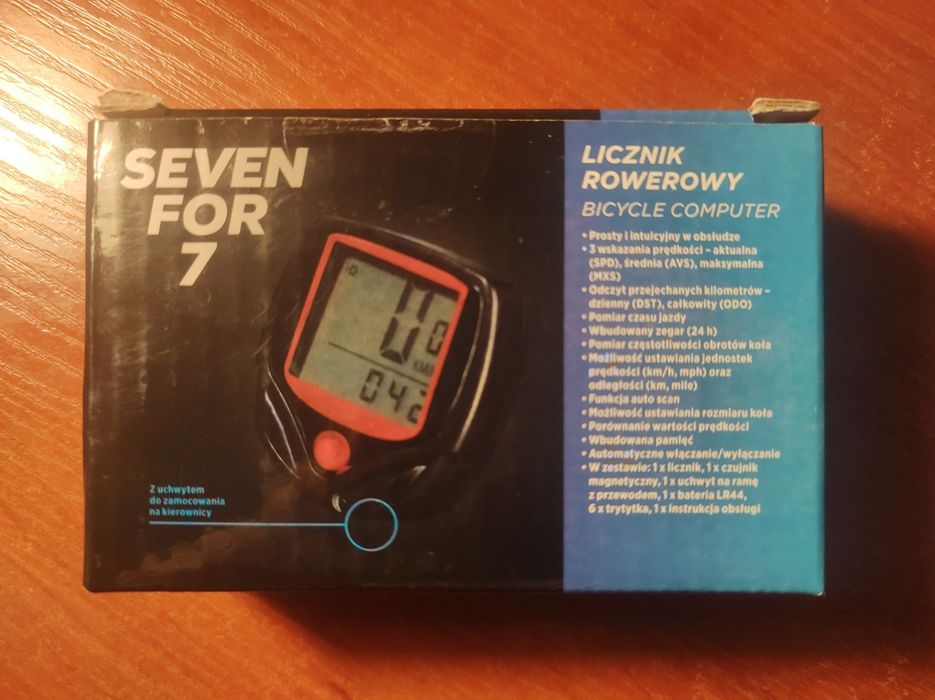 SEVEN
FOR
7
KM/h
042
Z uchwytem
do zamocowania
na kierownicy
LICZNIK
ROWEROWY
BICYCLE COMPUTER
• Prosty i intuicyjny w obsłudze
• 3 wskazania prędkości – aktualna
(SPD), średnia (AVS), maksymalna
(MXS)
• Odczyt przejechanych kilometrów –
dzienny (DST), całkowity (ODO)
• Pomiar czasu jazdy
• Wbudowany zegar (24 h)
• Pomiar częstotliwości obrotów koła
• Możliwość ustawiania jednostek
prędkości (km/h, mph) oraz
odległości (km, mile)
• Funkcja auto scan
• Możliwość ustawiania rozmiaru koła
• Porównanie wartości prędkości
• Wbudowana pamięć
• Automatyczne włączanie/wyłączanie
• W zestawie: 1 x licznik, 1 x czujnik
magnetyczny, 1 x uchwyt na ramę
z przewodem, 1 x bateria LR44,
6 x trytytka, 1 x instrukcja obsługi